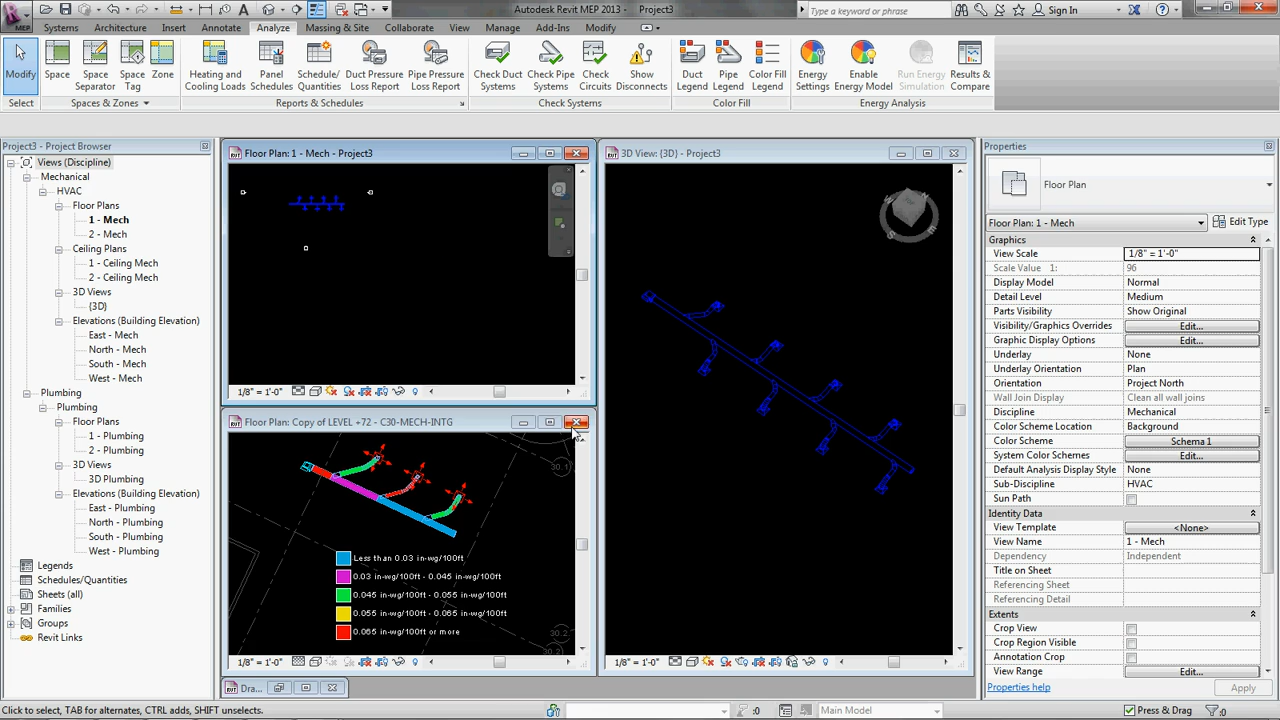 Autodesk Revit MEP 2013 - Project3
Type a keyword or phrase
Sign In
MEP
Systems
Architecture
Insert
Annotate
Analyze
Massing & Site
Collaborate
View
Manage
Add-Ins
Modify
Modify
Space
Space Separator
Space Tag
Zone
Heating and Cooling Loads
Panel Schedules
Schedule/ Quantities
Duct Pressure Loss Report
Pipe Pressure Loss Report
Check Duct Systems
Check Pipe Systems
Check Circuits
Show Disconnects
Duct Legend
Pipe Legend
Color Fill Legend
Energy Settings
Enable Energy Model
Run Energy Simulation
Results & Compare
Select
Spaces & Zones
Reports & Schedules
Check Systems
Color Fill
Energy Analysis
Project3 - Project Browser
Views (Discipline)
Mechanical
HVAC
Floor Plans
1 - Mech
2 - Mech
Ceiling Plans
1 - Ceiling Mech
2 - Ceiling Mech
3D Views
{3D}
Elevations (Building Elevation)
East - Mech
North - Mech
South - Mech
West - Mech
Plumbing
Plumbing
Floor Plans
1 - Plumbing
2 - Plumbing
3D Views
3D Plumbing
Elevations (Building Elevation)
East - Plumbing
North - Plumbing
South - Plumbing
West - Plumbing
Legends
Schedules/Quantities
Sheets (all)
Families
Groups
Revit Links
Floor Plan: 1 - Mech - Project3
1/8" = 1'-0"
Floor Plan: Copy of LEVEL +72 - C30-MECH-INTG
30.1
Less than 0.03 in-wg/100ft
0.03 in-wg/100ft - 0.045 in-wg/100ft
0.045 in-wg/100ft - 0.055 in-wg/100ft
0.055 in-wg/100ft - 0.065 in-wg/100ft
0.065 in-wg/100ft or more
30.2
30.2
1/8" = 1'-0"
Dra...
3D View: {3D} - Project3
1/8" = 1'-0"
Properties
Floor Plan
Floor Plan: 1 - Mech
Edit Type
Graphics
View Scale 1/8" = 1'-0"
Scale Value 1: 96
Display Model Normal
Detail Level Medium
Parts Visibility Show Original
Visibility/Graphics Overrides Edit...
Graphic Display Options Edit...
Underlay None
Underlay Orientation Plan
Orientation Project North
Wall Join Display Clean all wall joins
Discipline Mechanical
Color Scheme Location Background
Color Scheme Schema 1
System Color Schemes Edit...
Default Analysis Display Style None
Sub-Discipline HVAC
Sun Path
Identity Data
View Template <None>
View Name 1 - Mech
Dependency Independent
Title on Sheet
Referencing Sheet
Referencing Detail
Extents
Crop View
Crop Region Visible
Annotation Crop
View Range Edit...
Properties help
Apply
Click to select, TAB for alternates, CTRL adds, SHIFT unselects.
:0
Main Model
Press & Drag
:0